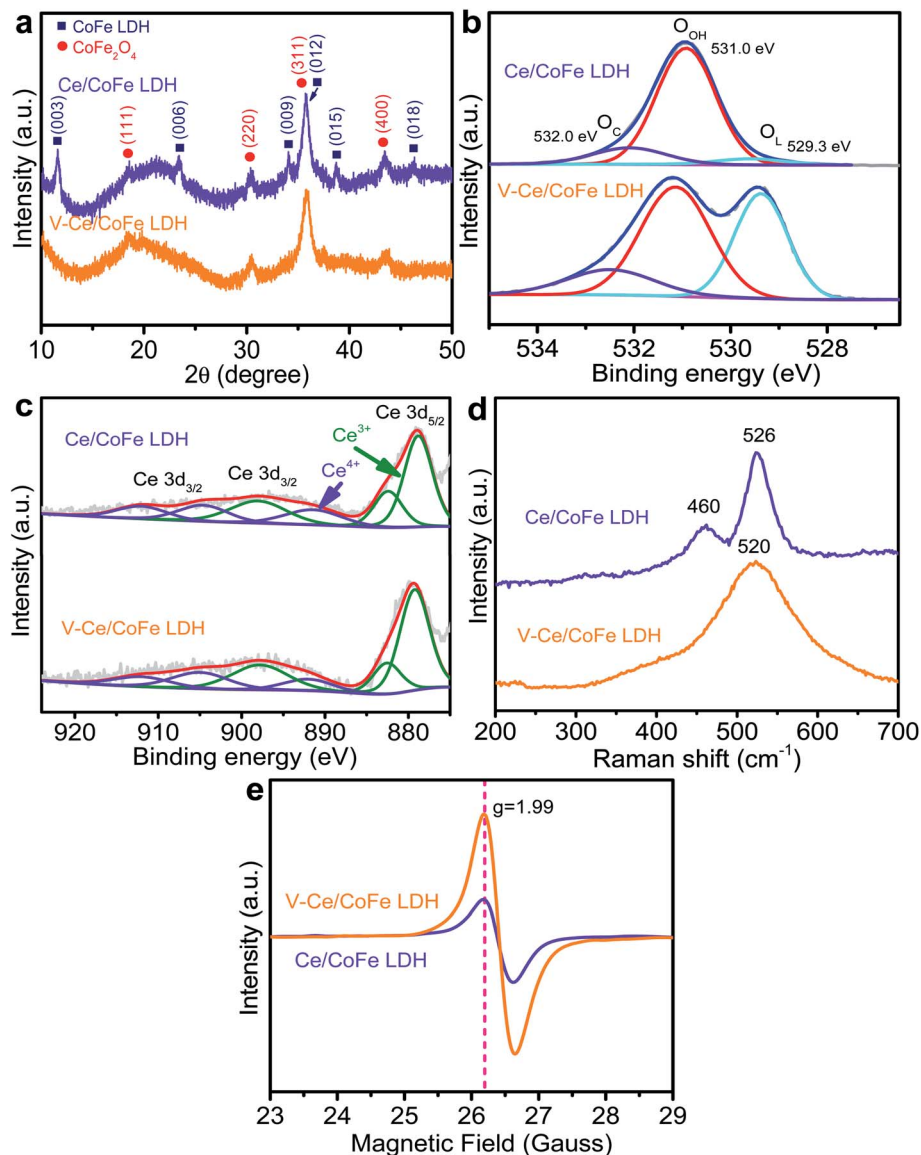 a
CoFe LDH
CoFe₂O₄
Ce/CoFe LDH
(003)
(111)
(006)
(220)
(009)
(311)
(012)
(015)
(400)
(018)
V-Ce/CoFe LDH
Intensity (a.u.)
10 20 30 40 50
2θ (degree)
b
Ce/CoFe LDH
O_OH
531.0 eV
O_C
532.0 eV
O_L
529.3 eV
V-Ce/CoFe LDH
Intensity (a.u.)
534 532 530 528
Binding energy (eV)
c
Ce/CoFe LDH
Ce 3d₃/₂
Ce 3d₃/₂
Ce 3d₅/₂
Ce³⁺
Ce⁴⁺
V-Ce/CoFe LDH
Intensity (a.u.)
920 910 900 890 880
Binding energy (eV)
d
526
460
Ce/CoFe LDH
520
V-Ce/CoFe LDH
Intensity (a.u.)
200 300 400 500 600 700
Raman shift (cm⁻¹)
e
g=1.99
V-Ce/CoFe LDH
Ce/CoFe LDH
Intensity (a.u.)
23 24 25 26 27 28 29
Magnetic Field (Gauss)